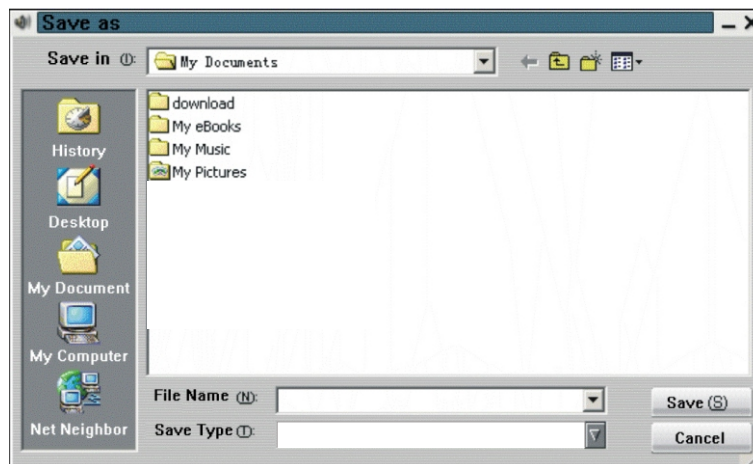 Save as
Save in (I):
My Documents
download
My eBooks
My Music
My Pictures
History
Desktop
My Document
My Computer
Net Neighbor
File Name (N):
Save (S)
Save Type (T):
Cancel